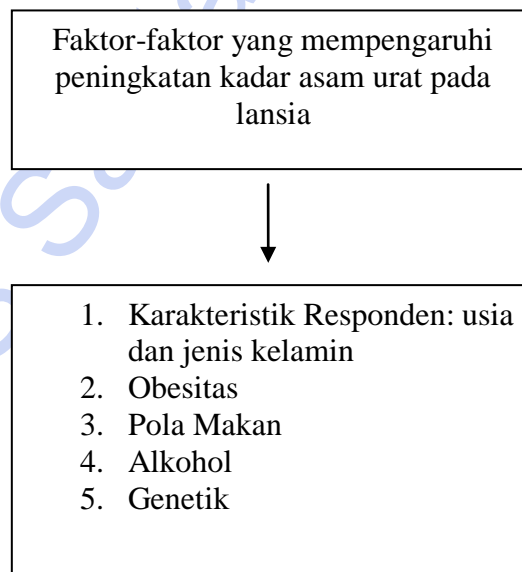 Faktor-faktor yang mempengaruhi
peningkatan kadar asam urat pada
lansia
1. Karakteristik Responden: usia
dan jenis kelamin
2. Obesitas
3. Pola Makan
4. Alkohol
5. Genetik